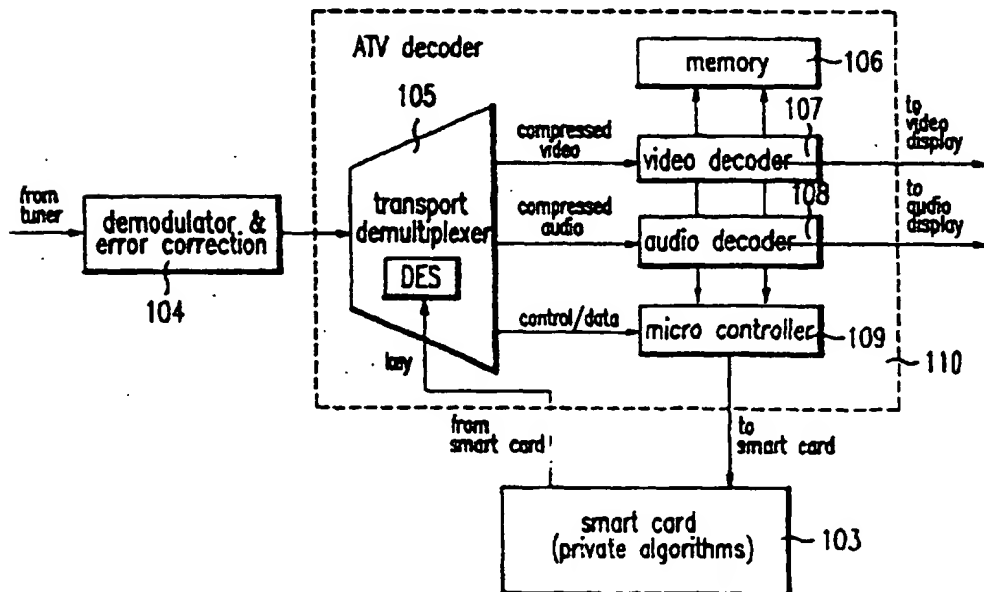 ATV decoder
memory
106
105
compressed
video
107
to
video
display
video decoder
from
tuner
demodulator &
error correction
104
transport
demultiplexer
compressed
audio
108
to
audio
display
audio decoder
DES
control/data
micro controller
109
key
110
from
smart card
to
smart card
smart card
(private algorithms)
103